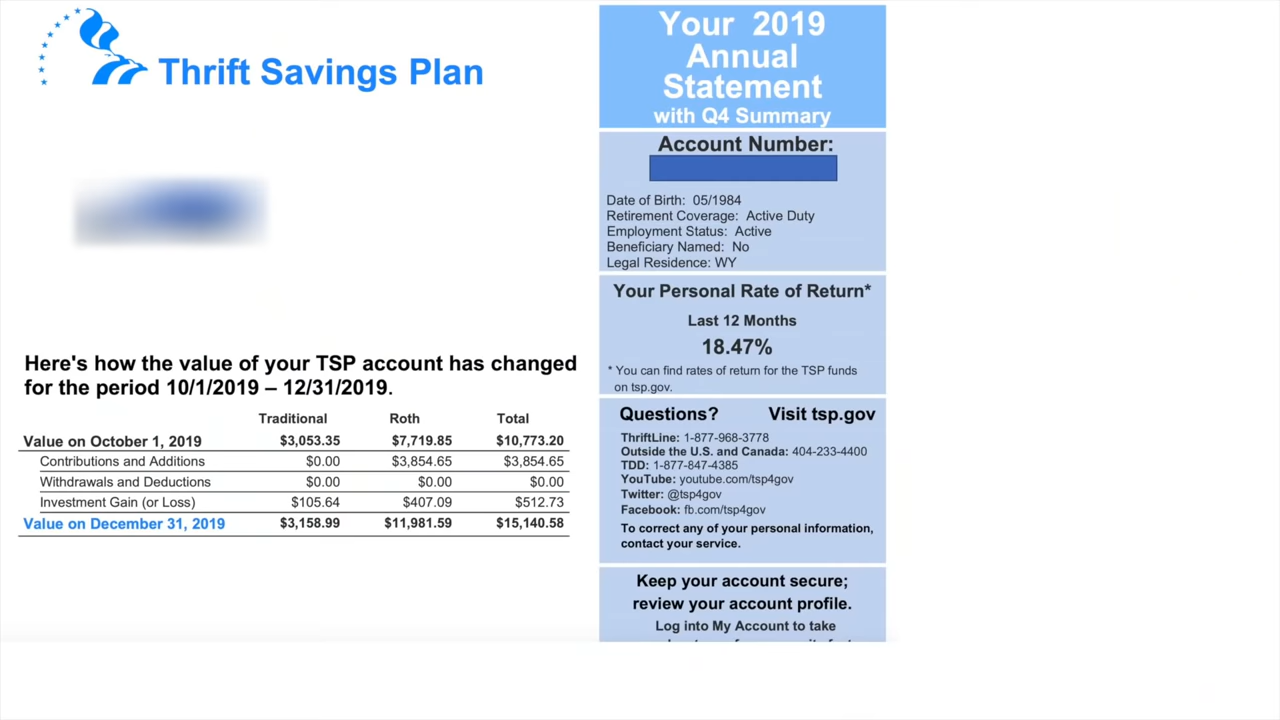 Thrift Savings Plan
Here's how the value of your TSP account has changed
for the period 10/1/2019 – 12/31/2019.
Traditional Roth Total
Value on October 1, 2019 $3,053.35 $7,719.85 $10,773.20
Contributions and Additions $0.00 $3,854.65 $3,854.65
Withdrawals and Deductions $0.00 $0.00 $0.00
Investment Gain (or Loss) $105.64 $407.09 $512.73
Value on December 31, 2019 $3,158.99 $11,981.59 $15,140.58
Your 2019
Annual
Statement
with Q4 Summary
Account Number:
Date of Birth: 05/1984
Retirement Coverage: Active Duty
Employment Status: Active
Beneficiary Named: No
Legal Residence: WY
Your Personal Rate of Return*
Last 12 Months
18.47%
* You can find rates of return for the TSP funds
on tsp.gov.
Questions? Visit tsp.gov
ThriftLine: 1-877-968-3778
Outside the U.S. and Canada: 404-233-4400
TDD: 1-877-847-4385
YouTube: youtube.com/tsp4gov
Twitter: @tsp4gov
Facebook: fb.com/tsp4gov
To correct any of your personal information,
contact your service.
Keep your account secure;
review your account profile.
Log into My Account to take